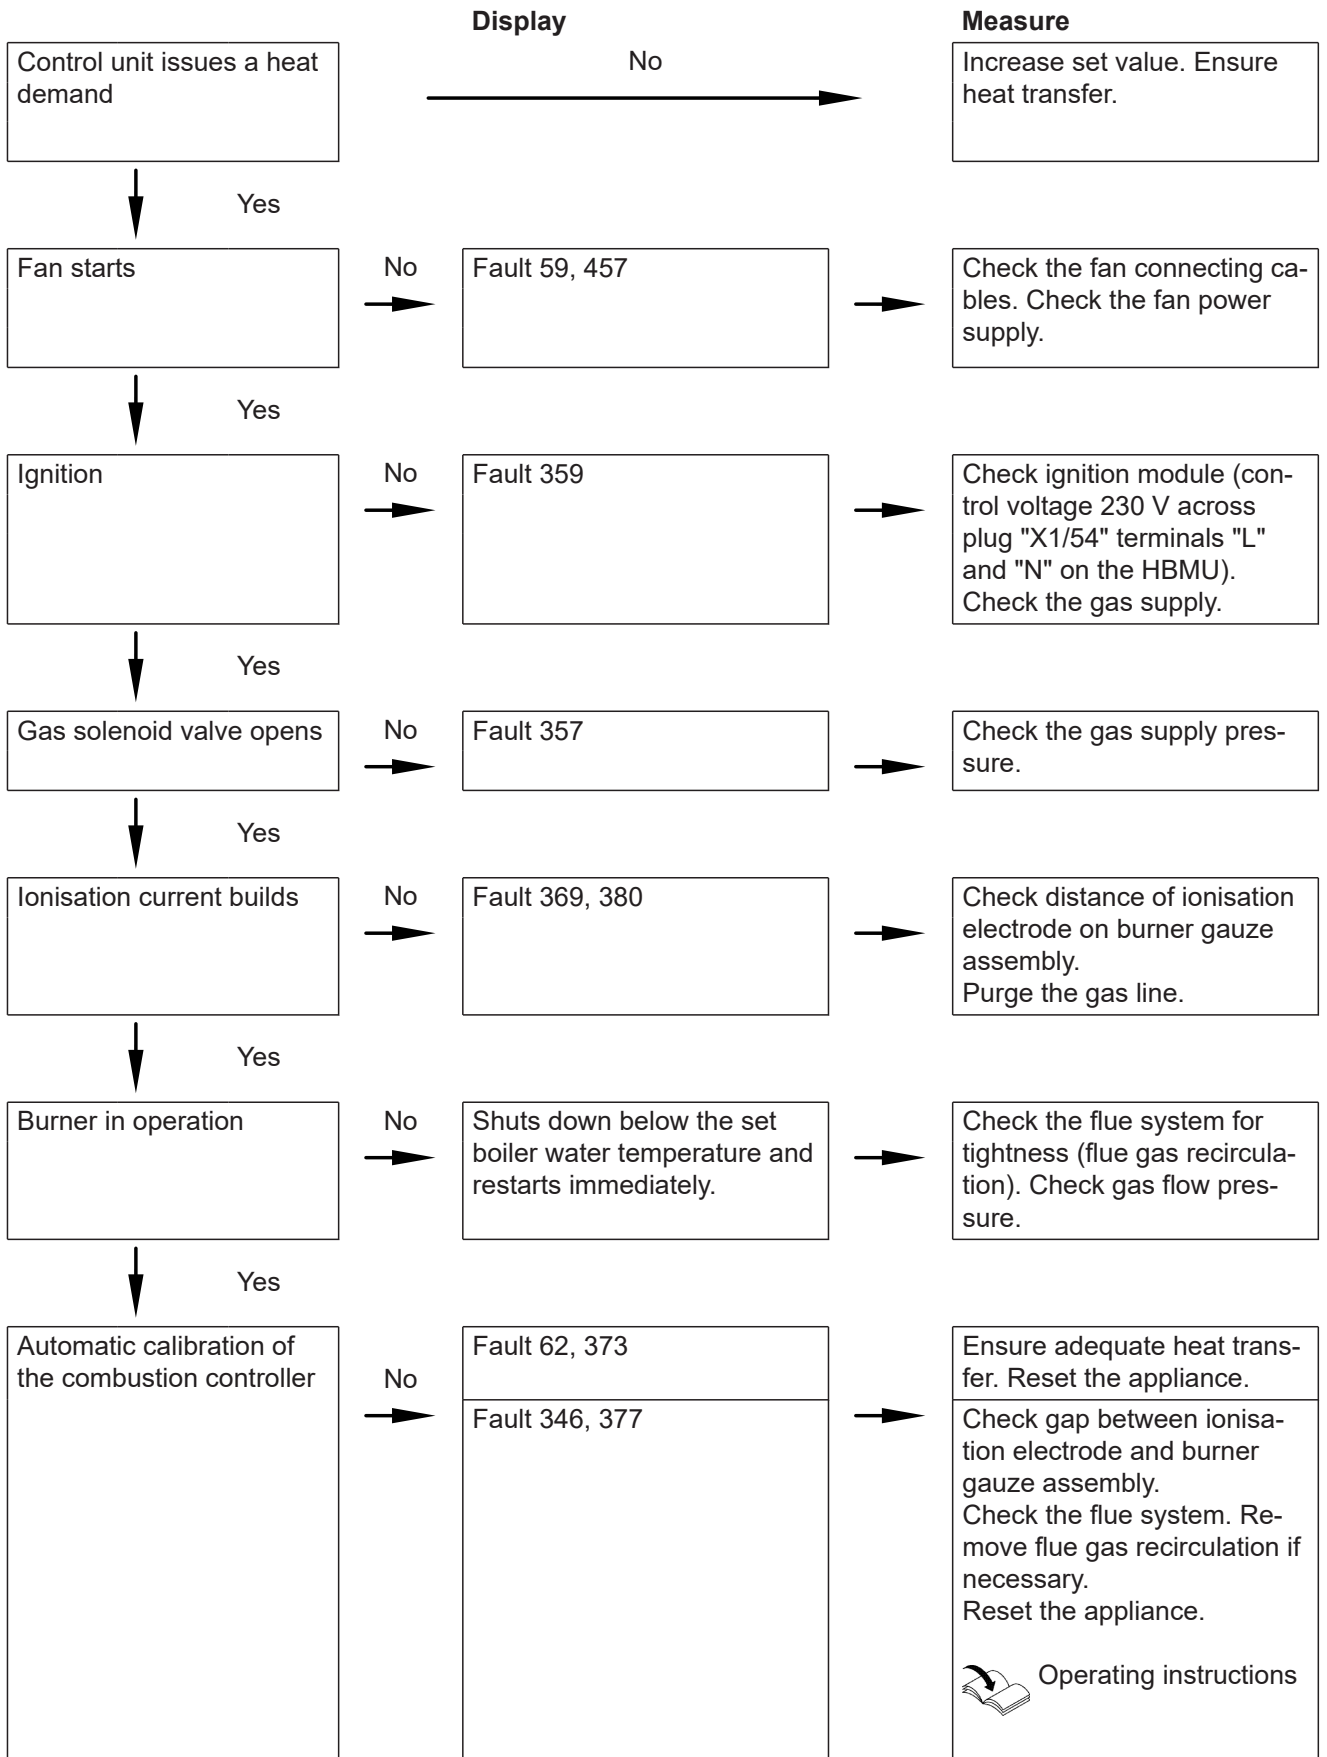 Display
Measure
Control unit issues a heat
demand
No
Increase set value. Ensure
heat transfer.
Yes
Fan starts
No
Fault 59, 457
Check the fan connecting ca-
bles. Check the fan power
supply.
Yes
Ignition
No
Fault 359
Check ignition module (con-
trol voltage 230 V across
plug "X1/54" terminals "L"
and "N" on the HBMU).
Check the gas supply.
Yes
Gas solenoid valve opens
No
Fault 357
Check the gas supply pres-
sure.
Yes
Ionisation current builds
No
Fault 369, 380
Check distance of ionisation
electrode on burner gauze
assembly.
Purge the gas line.
Yes
Burner in operation
No
Shuts down below the set
boiler water temperature and
restarts immediately.
Check the flue system for
tightness (flue gas recircula-
tion). Check gas flow pres-
sure.
Yes
Automatic calibration of
the combustion controller
No
Fault 62, 373
Ensure adequate heat trans-
fer. Reset the appliance.
Fault 346, 377
Check gap between ionisa-
tion electrode and burner
gauze assembly.
Check the flue system. Re-
move flue gas recirculation if
necessary.
Reset the appliance.
Operating instructions